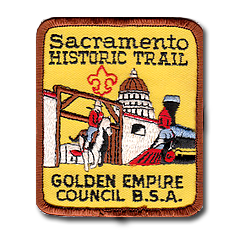 Sacramento
HISTORIC TRAIL
GOLDEN EMPIRE
COUNCIL B.S.A.